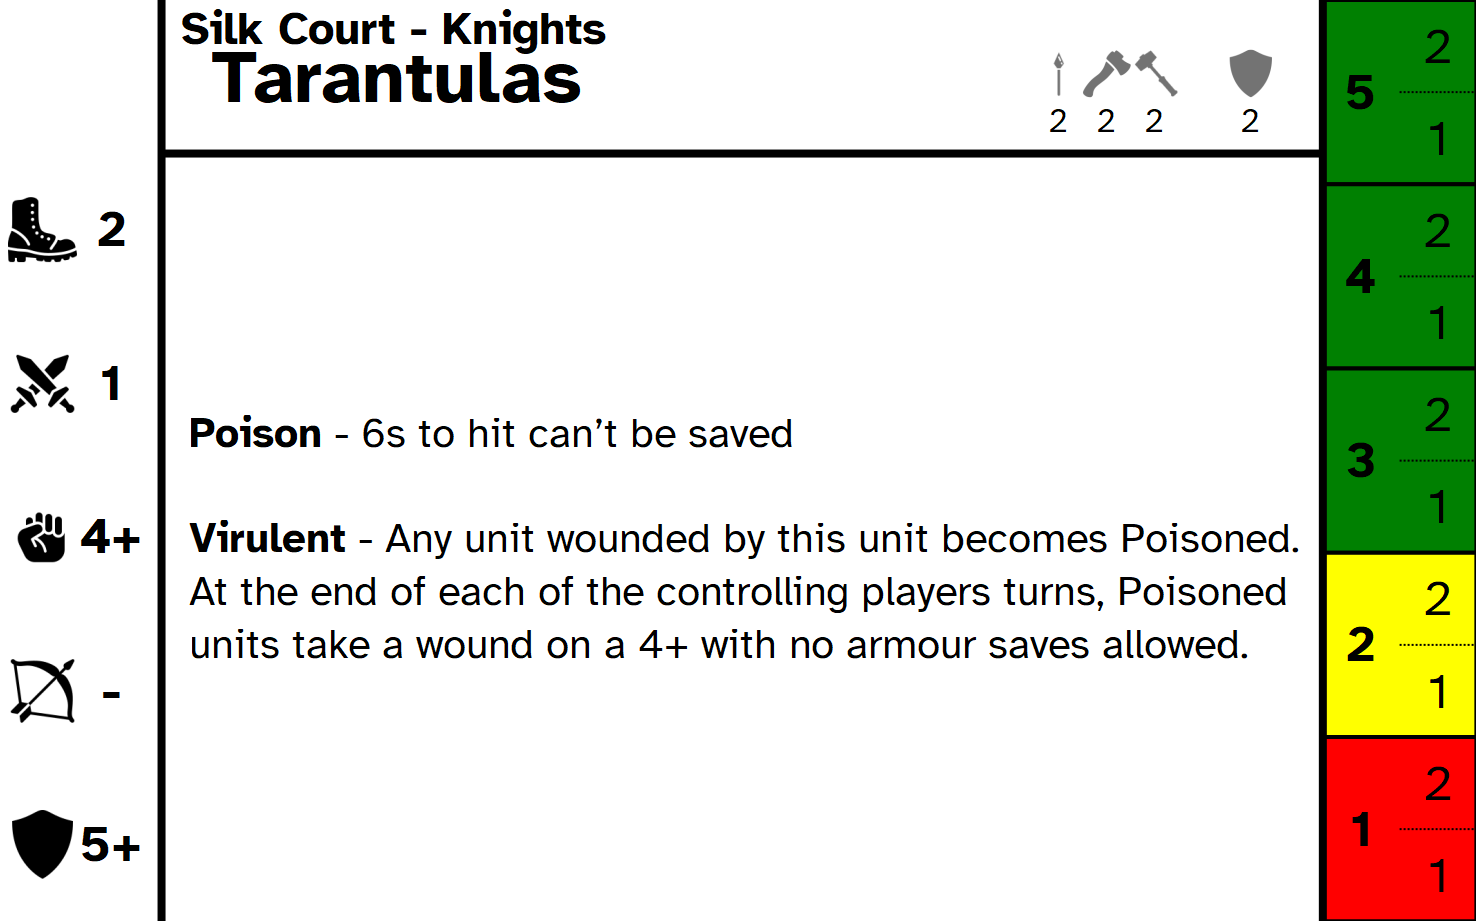 Silk Court - Knights
Tarantulas
2 2 2 2
2
1
4+
-
5+
Poison - 6s to hit can’t be saved
Virulent - Any unit wounded by this unit becomes Poisoned.
At the end of each of the controlling players turns, Poisoned
units take a wound on a 4+ with no armour saves allowed.
5
2
1
4
2
1
3
2
1
2
2
1
1
2
1